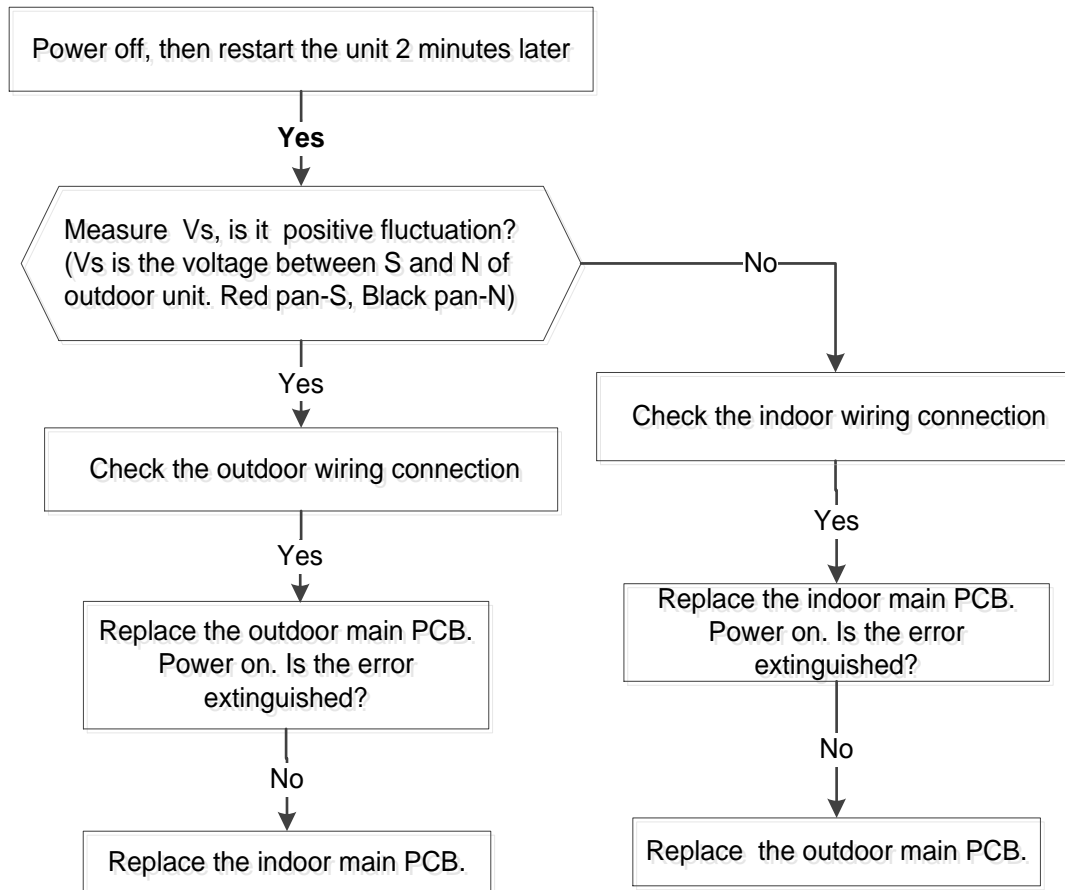 Power off, then restart the unit 2 minutes later
Yes
Measure Vs, is it positive fluctuation?
(Vs is the voltage between S and N of
outdoor unit. Red pan-S, Black pan-N)
No
Yes
Check the indoor wiring connection
Check the outdoor wiring connection
Yes
Yes
Replace the indoor main PCB.
Power on. Is the error
extinguished?
Replace the outdoor main PCB.
Power on. Is the error
extinguished?
No
No
Replace the outdoor main PCB.
Replace the indoor main PCB.